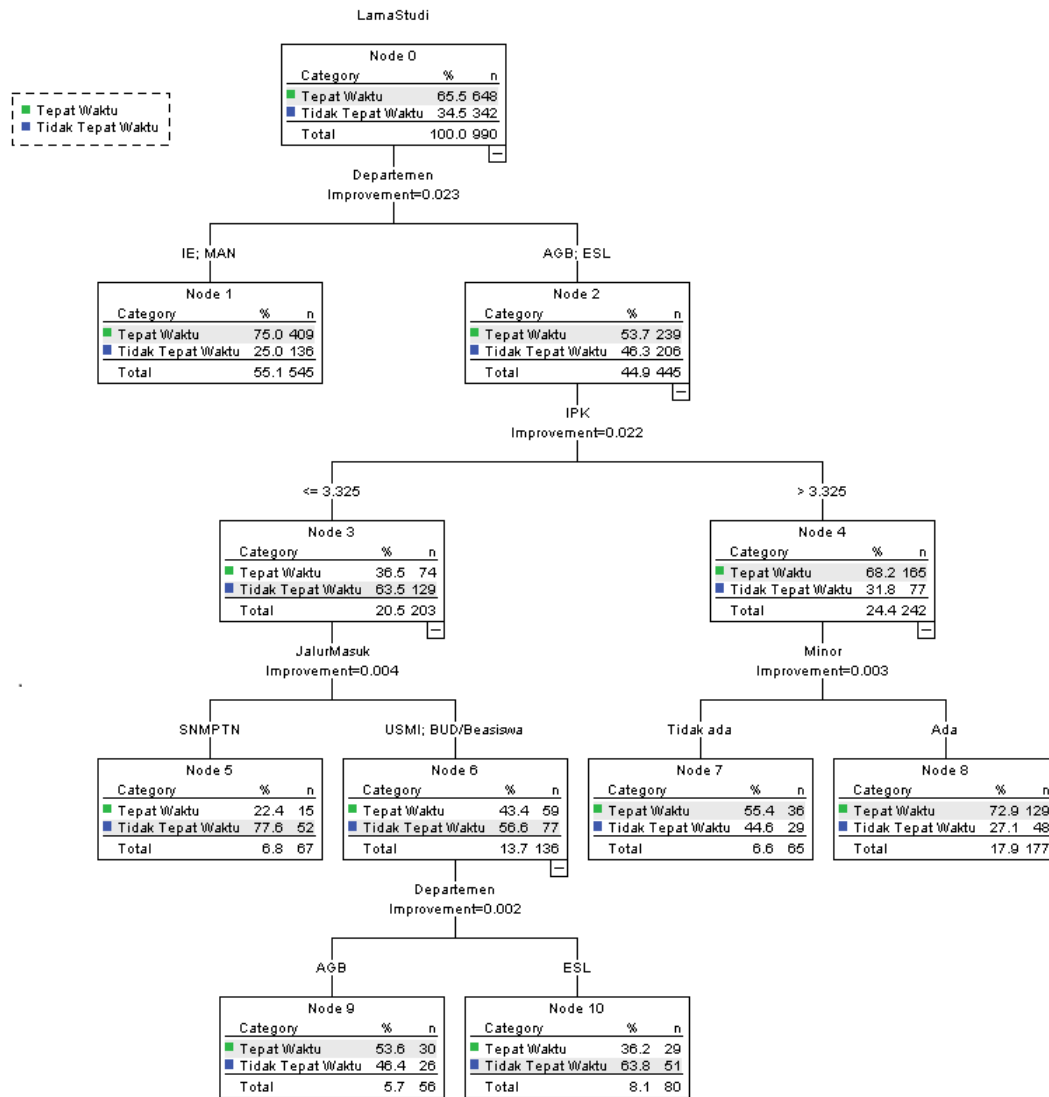 LamaStudi
Tepat Waktu
Tidak Tepat Waktu
Node 0
Category % n
Tepat Waktu 65.5 648
Tidak Tepat Waktu 34.5 342
Total 100.0 990
Departemen
Improvement=0.023
IE; MAN
AGB; ESL
Node 1
Category % n
Tepat Waktu 75.0 409
Tidak Tepat Waktu 25.0 136
Total 55.1 545
Node 2
Category % n
Tepat Waktu 53.7 239
Tidak Tepat Waktu 46.3 206
Total 44.9 445
IPK
Improvement=0.022
<= 3.325
> 3.325
Node 3
Category % n
Tepat Waktu 36.5 74
Tidak Tepat Waktu 63.5 129
Total 20.5 203
Node 4
Category % n
Tepat Waktu 68.2 165
Tidak Tepat Waktu 31.8 77
Total 24.4 242
JalurMasuk
Improvement=0.004
Minor
Improvement=0.003
SNMPTN
USMI; BUD/Beasiswa
Tidak ada
Ada
Node 5
Category % n
Tepat Waktu 22.4 15
Tidak Tepat Waktu 77.6 52
Total 6.8 67
Node 6
Category % n
Tepat Waktu 43.4 59
Tidak Tepat Waktu 56.6 77
Total 13.7 136
Node 7
Category % n
Tepat Waktu 55.4 36
Tidak Tepat Waktu 44.6 29
Total 6.6 65
Node 8
Category % n
Tepat Waktu 72.9 129
Tidak Tepat Waktu 27.1 48
Total 17.9 177
Departemen
Improvement=0.002
AGB
ESL
Node 9
Category % n
Tepat Waktu 53.6 30
Tidak Tepat Waktu 46.4 26
Total 5.7 56
Node 10
Category % n
Tepat Waktu 36.2 29
Tidak Tepat Waktu 63.8 51
Total 8.1 80